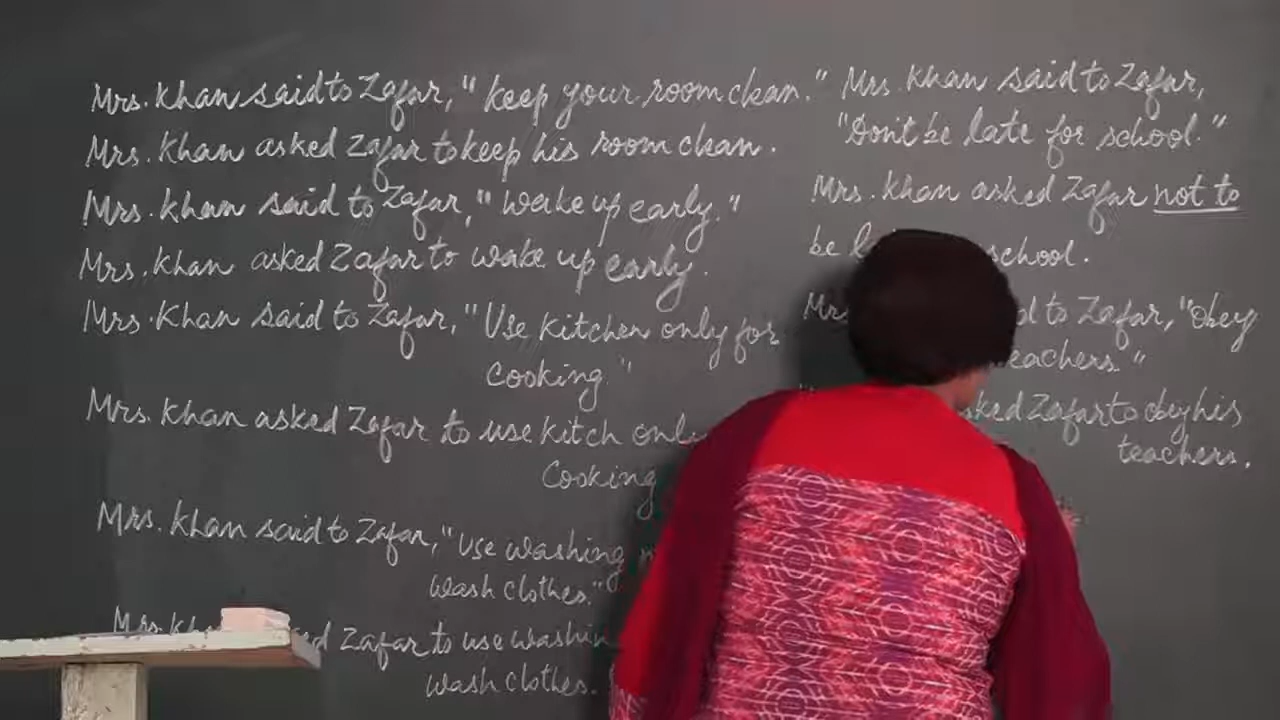 Mrs. Khan said to Zafar, " keep your room clean."
Mrs. Khan asked Zafar to keep his room clean.
Mrs. Khan said to Zafar, " Wake up early."
Mrs. Khan asked Zafar to wake up early.
Mrs. Khan said to Zafar, "Use kitchen only for
Cooking."
Mrs. Khan asked Zafar to use kitch only
Cooking
Mrs. Khan said to Zafar, "Use washing
wash clothes."
Mrs. Zafar to use
wash clothes.
Mrs. Khan said to Zafar,
"Don't be late for school."
Mrs. Khan asked Zafar not to
be school.
Mrs. to Zafar, "Obey
teachers."
asked Zafar to obey his
teachers.